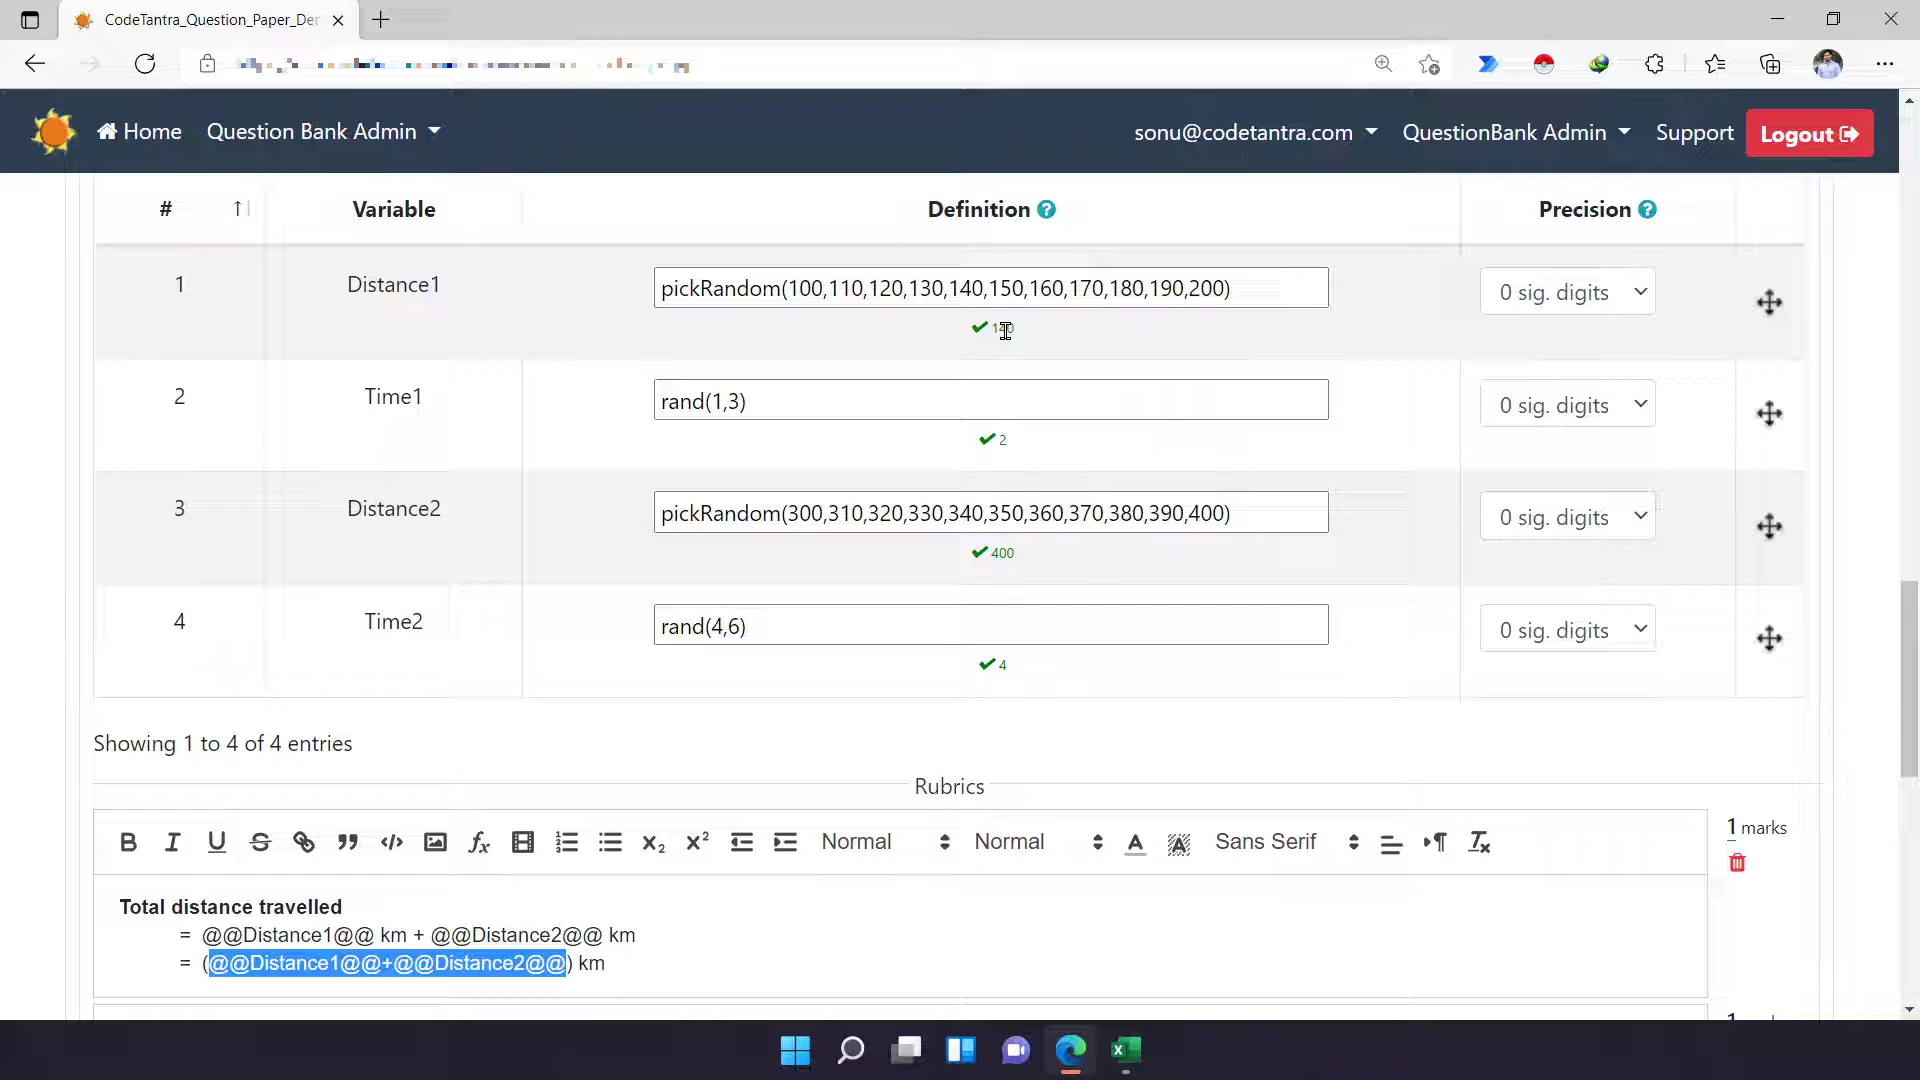 CodeTantra_Question_Paper_Der
Home
Question Bank Admin
sonu@codetantra.com
QuestionBank Admin
Support
Logout
# Variable Definition Precision
1 Distance1 pickRandom(100,110,120,130,140,150,160,170,180,190,200) 0 sig. digits
2 Time1 rand(1,3) 0 sig. digits
2
3 Distance2 pickRandom(300,310,320,330,340,350,360,370,380,390,400) 0 sig. digits
400
4 Time2 rand(4,6) 0 sig. digits
4
Showing 1 to 4 of 4 entries
Rubrics
Normal Normal Sans Serif
1 marks
Total distance travelled
= @@Distance1@@ km + @@Distance2@@ km
= (@@Distance1@@+@@Distance2@@) km